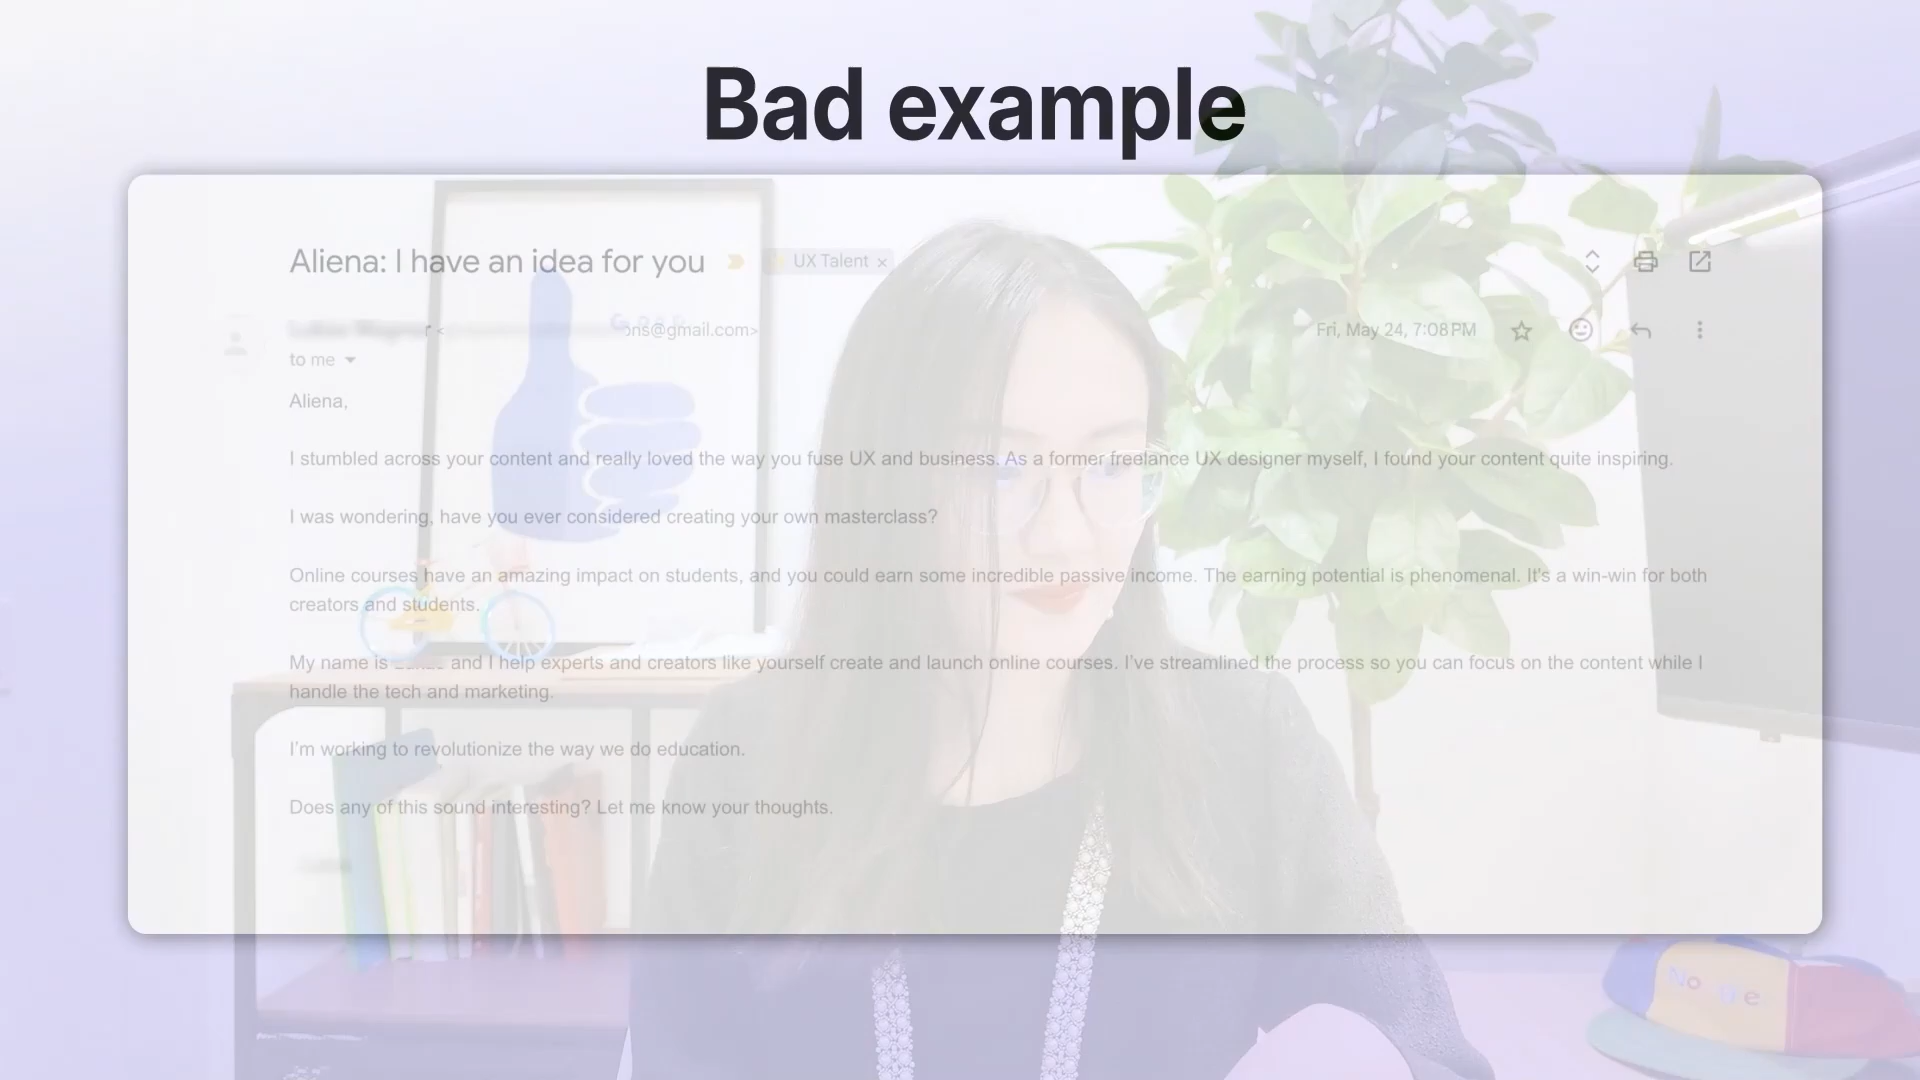 Bad example
Aliena: I have an idea for you
UX Talent ×
ons@gmail.com>
Fri, May 24, 7:08 PM
to me
Aliena,
I stumbled across your content and really loved the way you fuse UX and business. As a former freelance UX designer myself, I found your content quite inspiring.
I was wondering, have you ever considered creating your own masterclass?
Online courses have an amazing impact on students, and you could earn some incredible passive income. The earning potential is phenomenal. It's a win-win for both
creators and students.
My name is and I help experts and creators like yourself create and launch online courses. I've streamlined the process so you can focus on the content while I
handle the tech and marketing.
I'm working to revolutionize the way we do education.
Does any of this sound interesting? Let me know your thoughts.